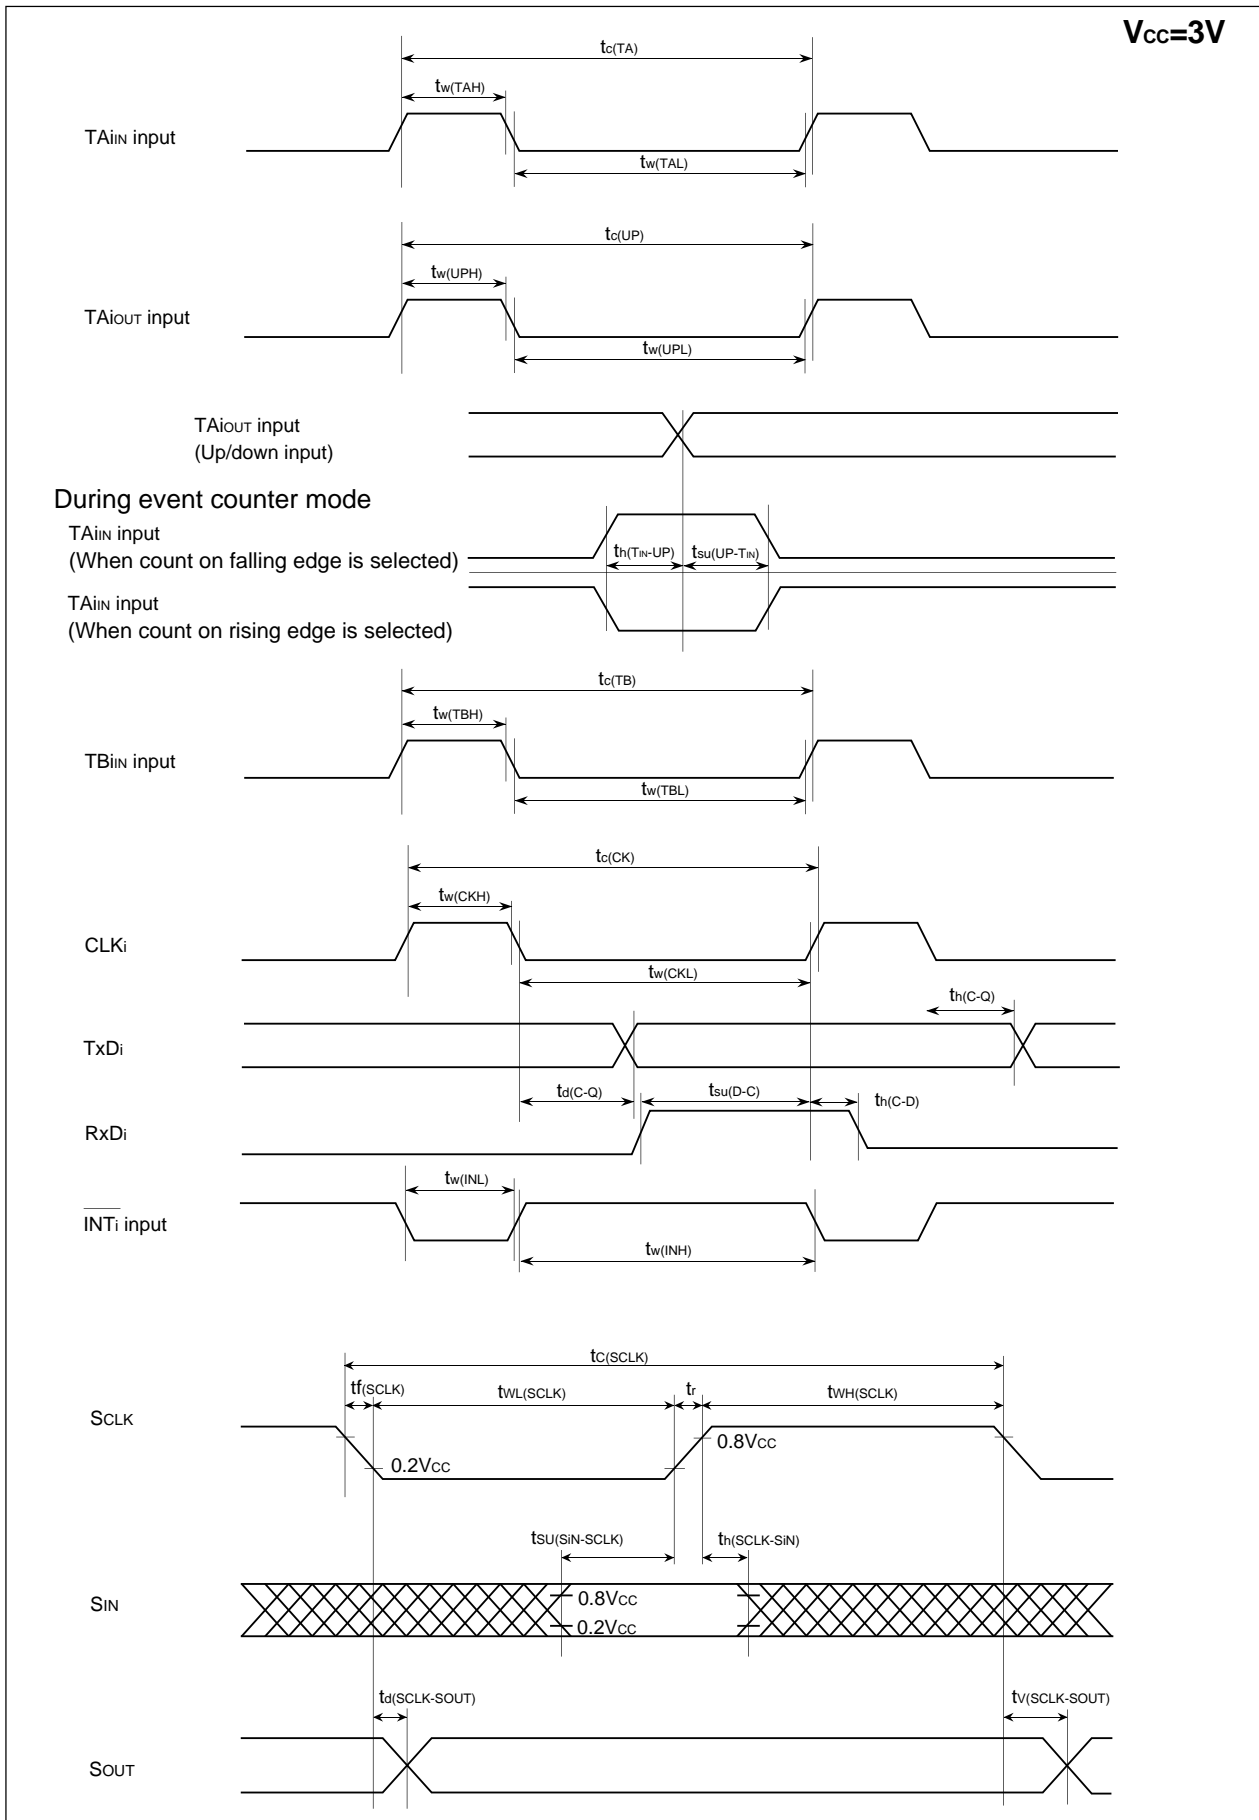 VCC=3V
tc(TA)
tw(TAH)
TAiIN input
tw(TAL)
tc(UP)
tw(UPH)
TAiOUT input
tw(UPL)
TAiOUT input
(Up/down input)
During event counter mode
TAiIN input
(When count on falling edge is selected)
th(TIN-UP) tsu(UP-TIN)
TAiIN input
(When count on rising edge is selected)
tc(TB)
tw(TBH)
TBiIN input
tw(TBL)
tc(CK)
tw(CKH)
CLKi
tw(CKL)
th(C-Q)
TxDi
td(C-Q) tsu(D-C) th(C-D)
RxDi
tw(INL)
INTi input
tw(INH)
tC(SCLK)
tf(SCLK) tWL(SCLK) tr tWH(SCLK)
SCLK
0.8VCC
0.2VCC
tSU(SiN-SCLK) th(SCLK-SiN)
SIN
0.8VCC
0.2VCC
td(SCLK-SOUT) tV(SCLK-SOUT)
SOUT